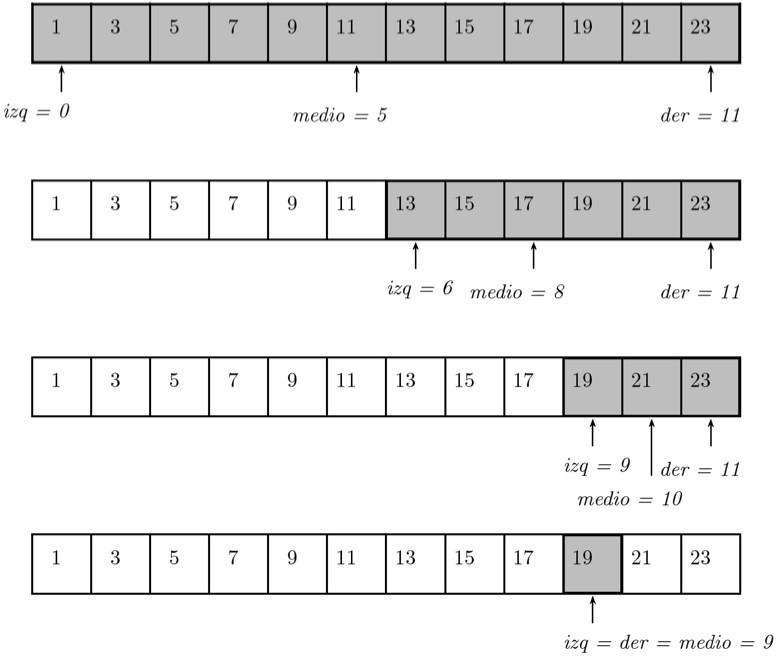 1 3 5 7 9 11 13 15 17 19 21 23
izq = 0 medio = 5 der = 11
1 3 5 7 9 11 13 15 17 19 21 23
izq = 6 medio = 8 der = 11
1 3 5 7 9 11 13 15 17 19 21 23
izq = 9 der = 11
medio = 10
1 3 5 7 9 11 13 15 17 19 21 23
izq = der = medio = 9